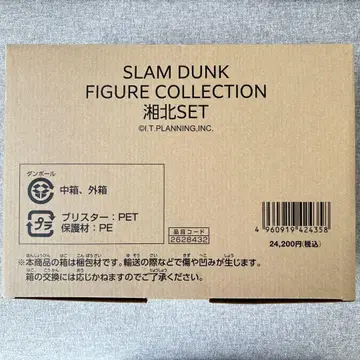 SLAM DUNK
FIGURE COLLECTION
湘北SET
©I.T.PLANNING,INC.
ダンボール
中箱、外箱
プラ
ブリスター：PET
保護材：PE
品目コード
2628432
4 960919 424358
24,200円(税込)
※本商品の箱は梱包材です。輸送の際などで傷や凹みが生じます。
箱の交換には応じかねますのでご了承ください。